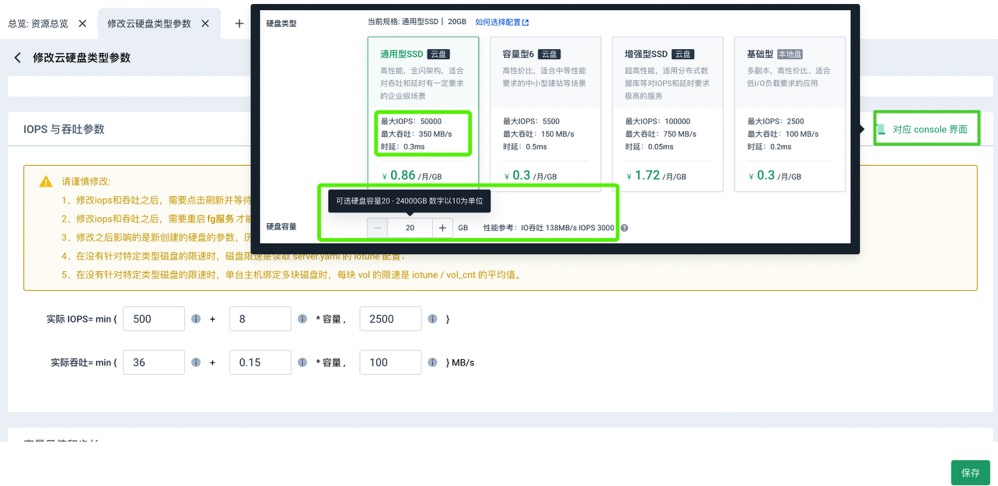 总览: 资源总览
修改云硬盘类型参数
修改云硬盘类型参数
IOPS 与吞吐参数
对应 console 界面
硬盘类型
当前规格: 通用型SSD | 20GB 如何选择配置
通用型SSD 云盘
高性能，全闪架构，适合
对吞吐和延时有一定要求
的企业级场景
最大IOPS: 50000
最大吞吐: 350 MB/s
时延: 0.3ms
¥ 0.86 /月/GB
容量型6 云盘
高性价比，适合中等性能
要求的中小型建站等场景
最大IOPS: 5500
最大吞吐: 150 MB/s
时延: 0.5ms
¥ 0.3 /月/GB
增强型SSD 云盘
超高性能，适用分布式数
据库等对IOPS和延时要求
极高的服务
最大IOPS: 100000
最大吞吐: 750 MB/s
时延: 0.05ms
¥ 1.72 /月/GB
基础型 本地盘
多副本，高性价比、适合
低I/O负载要求的应用
最大IOPS: 2500
最大吞吐: 100 MB/s
时延: 0.2ms
¥ 0.3 /月/GB
可选硬盘容量20 - 24000GB 数字以10为单位
硬盘容量
20
GB
性能参考: IO吞吐 138MB/s IOPS 3000
请谨慎修改:
1、修改iops和吞吐之后，需要点击刷新并等待
2、修改iops和吞吐之后，需要重启 fg服务 才能
3、修改之后影响的是新创建的硬盘的参数，历
4、在没有针对特定类型磁盘的限速时，磁盘限速是读取 server.yaml 的 iotune 配置。
5、在没有针对特定类型磁盘的限速时，单台主机绑定多块磁盘时，每块 vol 的限速是 iotune / vol_cnt 的平均值。
实际 IOPS= min { 500 + 8 * 容量 , 2500 }
实际吞吐= min { 36 + 0.15 * 容量 , 100 } MB/s
保存